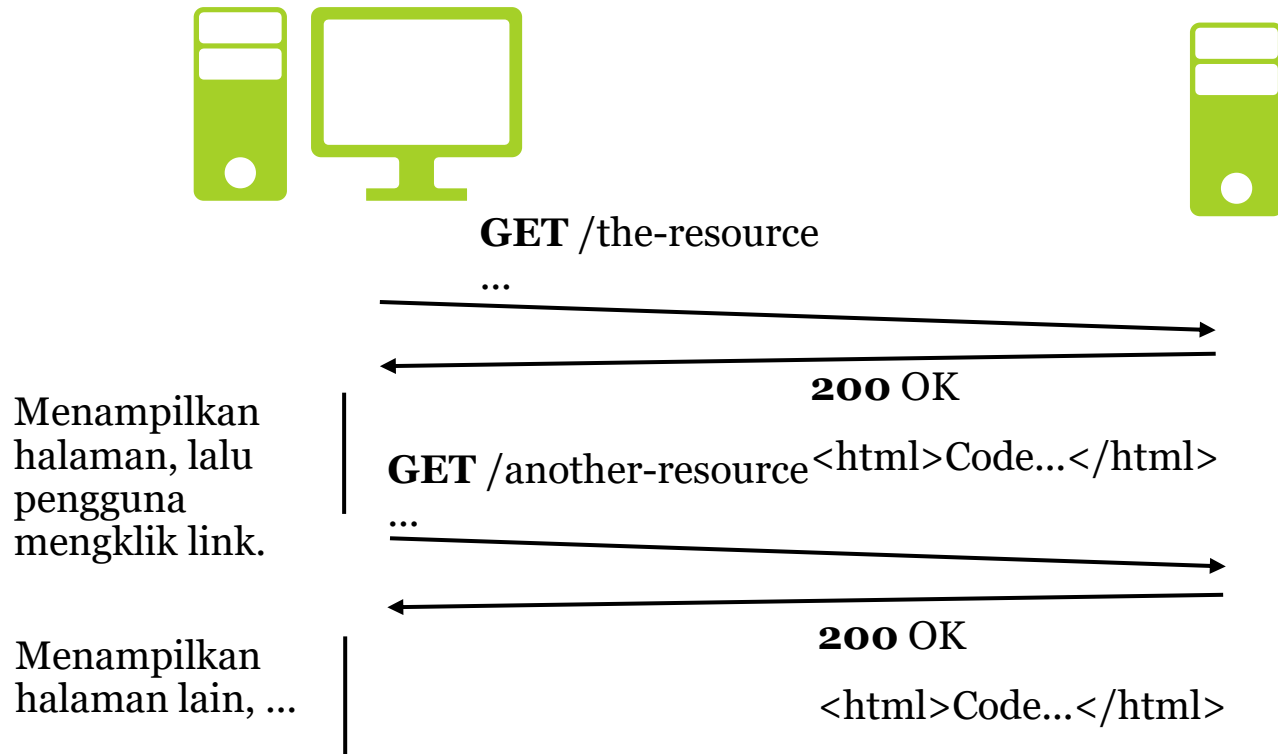 GET /the-resource
...
200 OK
<html>Code...</html>
Menampilkan
halaman, lalu
pengguna
mengklik link.
GET /another-resource
...
200 OK
<html>Code...</html>
Menampilkan
halaman lain, ...